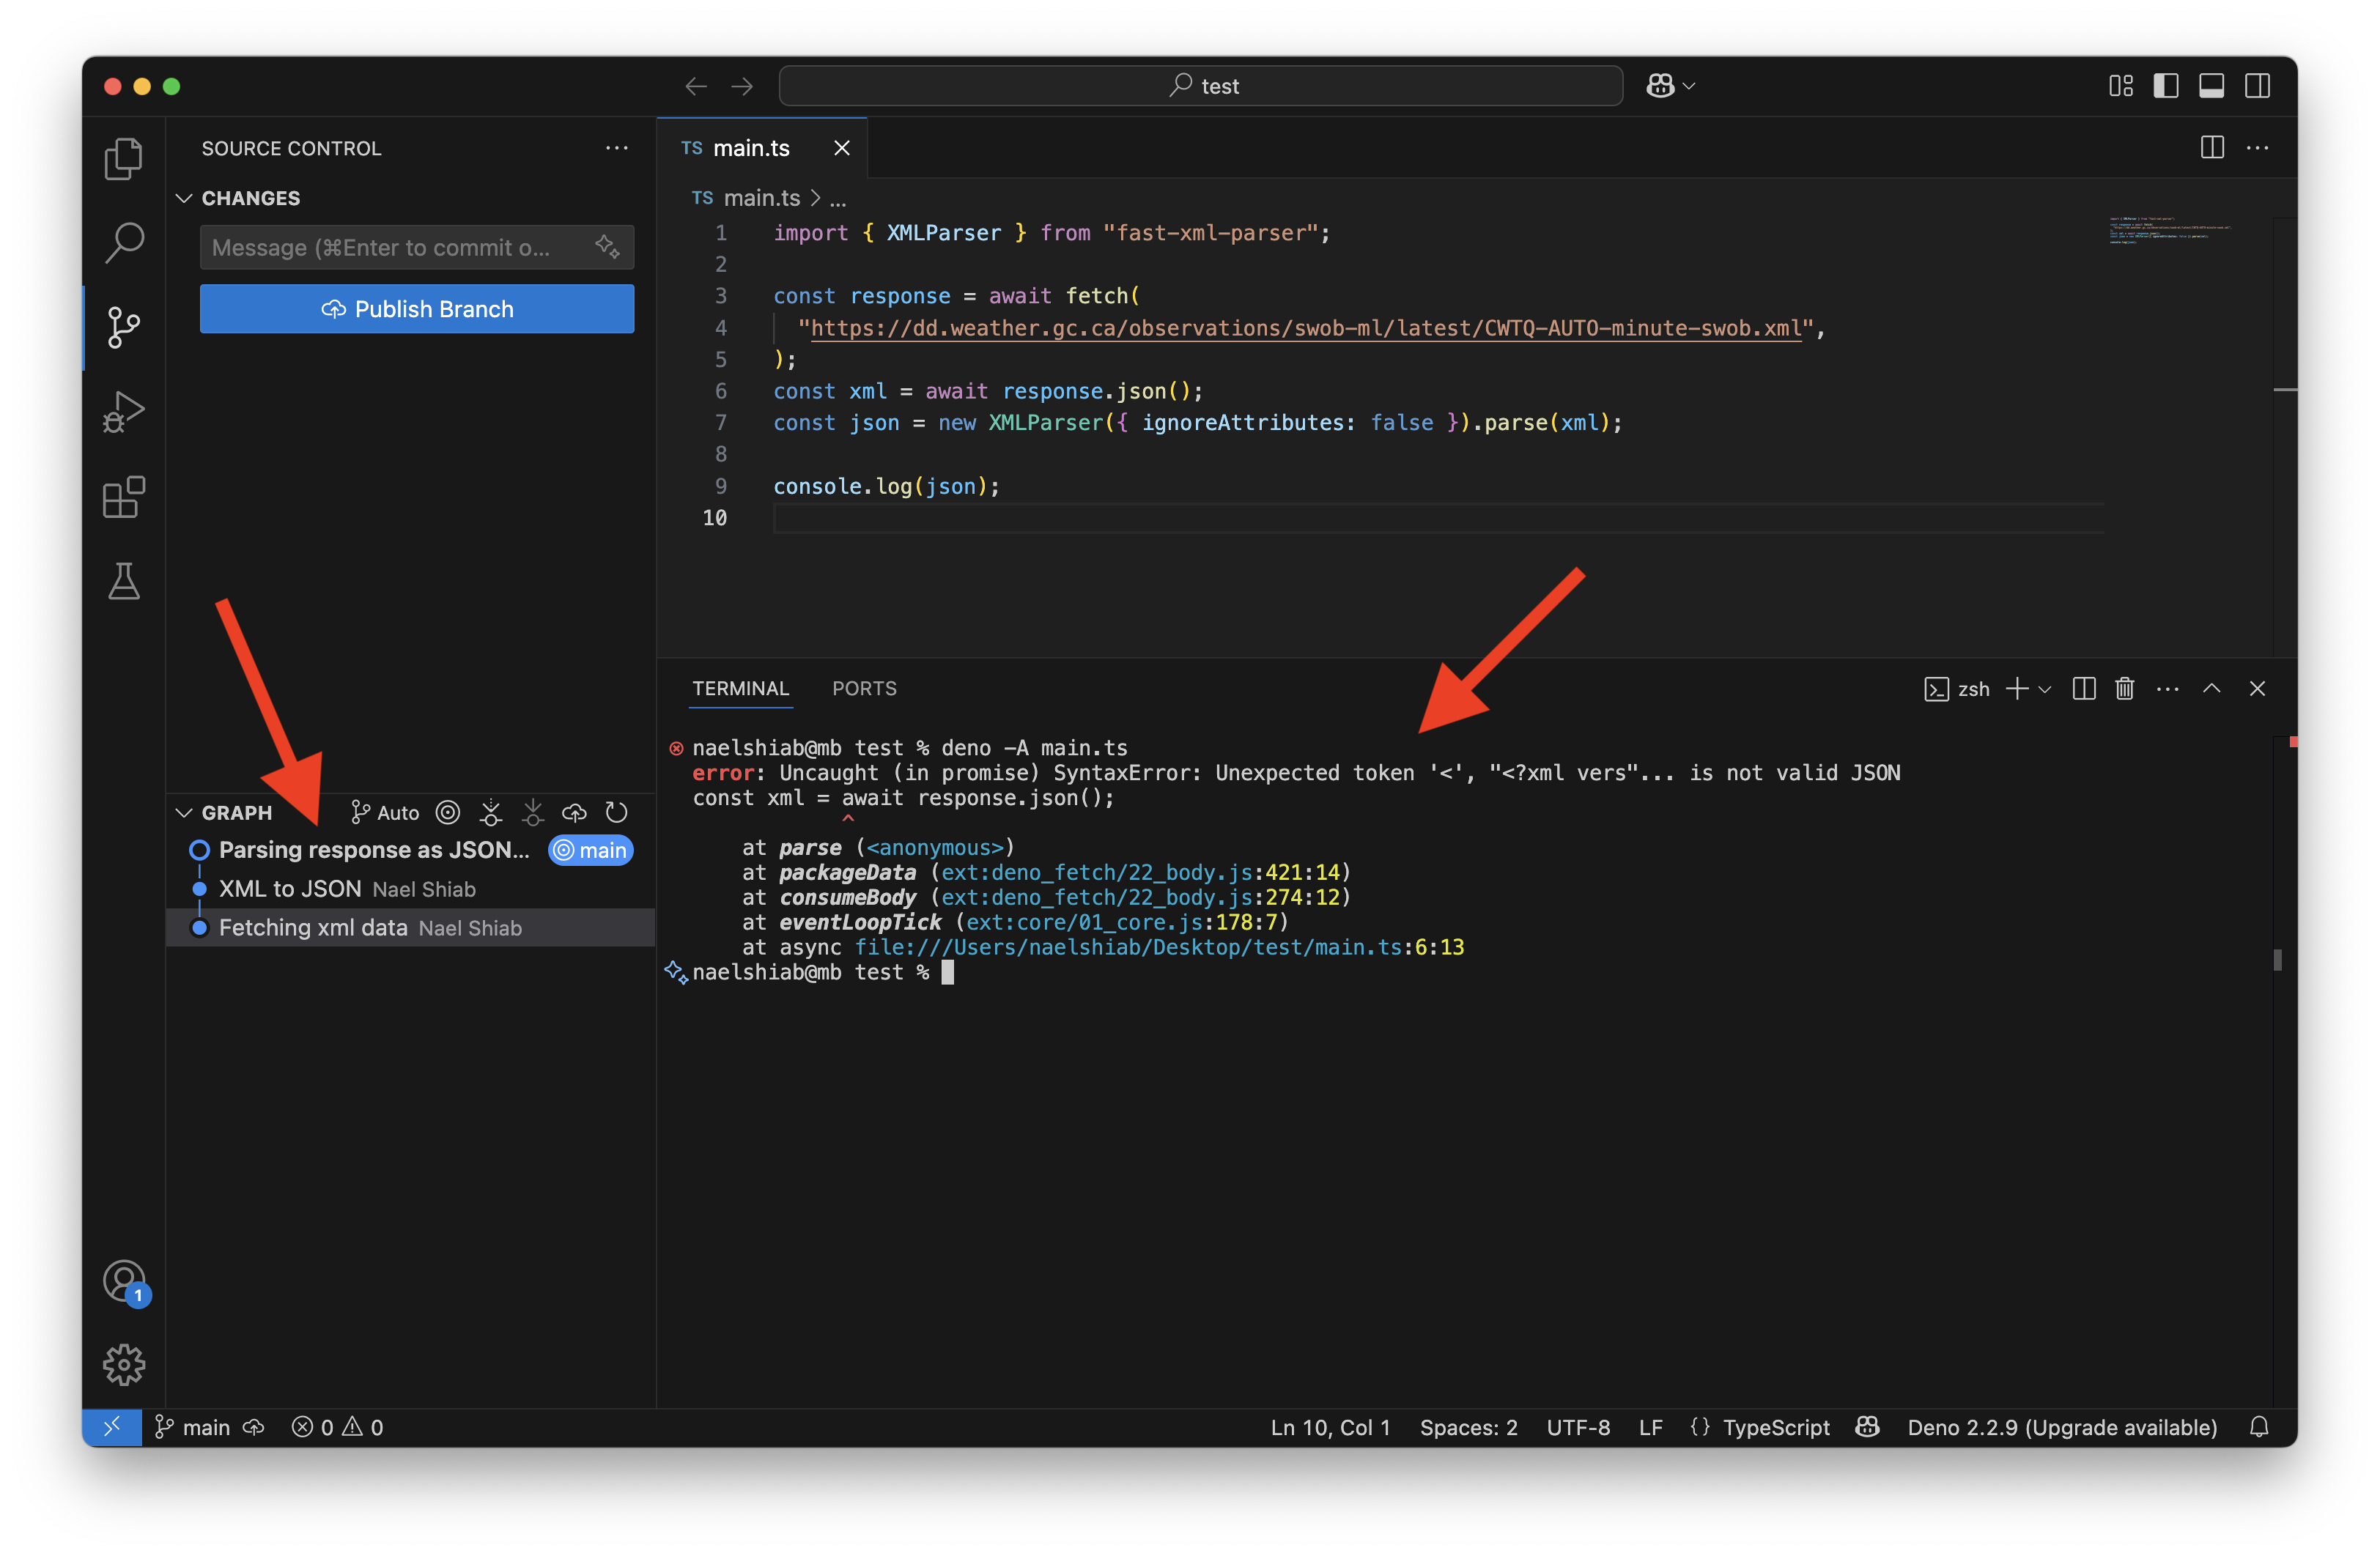 test
SOURCE CONTROL
CHANGES
Message (⌘Enter to commit o...
Publish Branch
GRAPH
Auto
Parsing response as JSON...
main
XML to JSON Nael Shiab
Fetching xml data Nael Shiab
TS main.ts
TS main.ts > ...
1 import { XMLParser } from "fast-xml-parser";
2
3 const response = await fetch(
4 "https://dd.weather.gc.ca/observations/swob-ml/latest/CWTQ-AUTO-minute-swob.xml",
5 );
6 const xml = await response.json();
7 const json = new XMLParser({ ignoreAttributes: false }).parse(xml);
8
9 console.log(json);
10
TERMINAL PORTS
zsh
naelshiab@mb test % deno -A main.ts
error: Uncaught (in promise) SyntaxError: Unexpected token '<', "<?xml vers"... is not valid JSON
const xml = await response.json();
^
at parse (<anonymous>)
at packageData (ext:deno_fetch/22_body.js:421:14)
at consumeBody (ext:deno_fetch/22_body.js:274:12)
at eventLoopTick (ext:core/01_core.js:178:7)
at async file:///Users/naelshiab/Desktop/test/main.ts:6:13
naelshiab@mb test %
1
main 0 0 Ln 10, Col 1 Spaces: 2 UTF-8 LF {} TypeScript Deno 2.2.9 (Upgrade available)